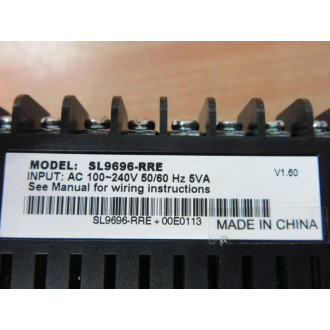 MODEL: SL9696-RRE
INPUT: AC 100~240V 50/60 Hz 5VA
V1.50
See Manual for wiring instructions
SL9696-RRE + 00E0113
MADE IN CHINA